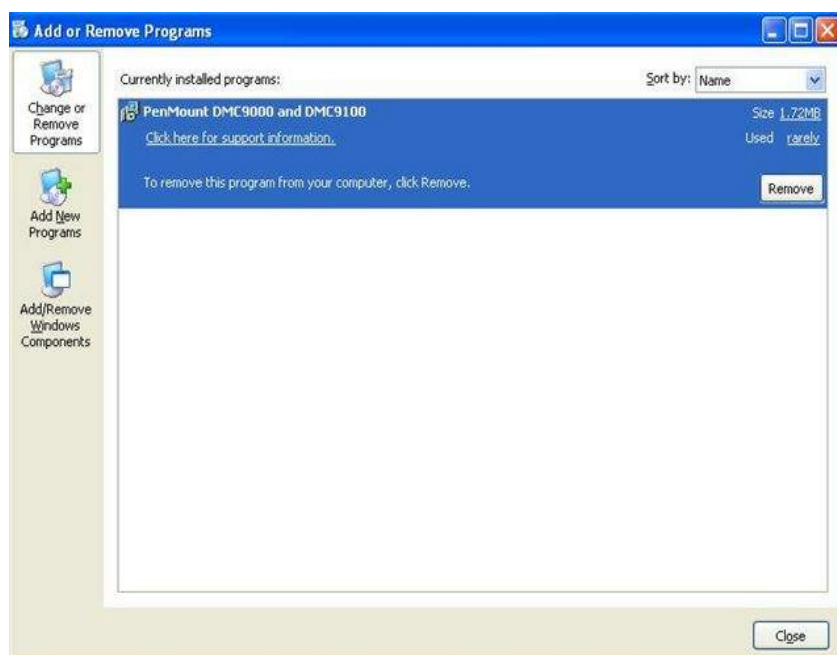 Add or Remove Programs
Change or
Remove
Programs
Add New
Programs
Add/Remove
Windows
Components
Currently installed programs:
Sort by: Name
PenMount DMC9000 and DMC9100
Size 1.72MB
Click here for support information.
Used rarely
To remove this program from your computer, click Remove.
Remove
Close